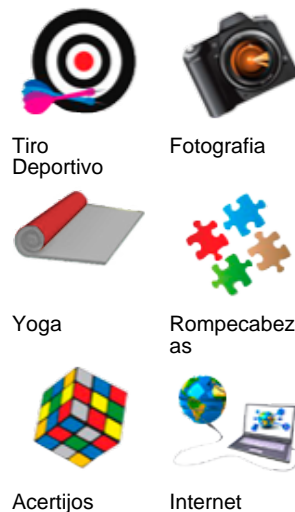 Tiro
Deportivo
Fotografia
Yoga
Rompecabez
as
Acertijos
Internet